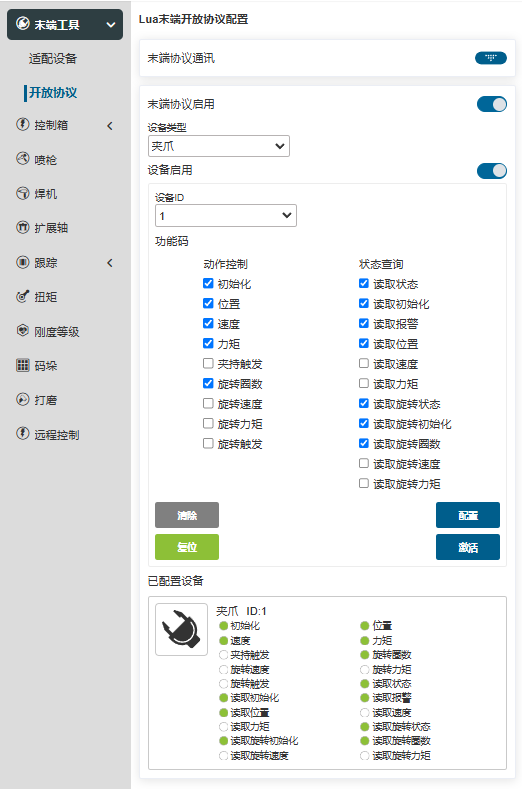 末端工具
适配设备
开放协议
控制箱
喷枪
焊机
扩展轴
跟踪
扭矩
刚度等级
码垛
打磨
远程控制
Lua末端开放协议配置
末端协议通讯
末端协议启用
设备类型
夹爪
设备启用
设备ID
1
功能码
动作控制
初始化
位置
速度
力矩
夹持触发
旋转圈数
旋转速度
旋转力矩
旋转触发
状态查询
读取状态
读取初始化
读取报警
读取位置
读取速度
读取力矩
读取旋转状态
读取旋转初始化
读取旋转圈数
读取旋转速度
读取旋转力矩
清除 配置
复位 激活
已配置设备
夹爪 ID:1
初始化 位置
速度 力矩
夹持触发 旋转圈数
旋转速度 旋转力矩
旋转触发 读取状态
读取初始化 读取报警
读取位置 读取速度
读取力矩 读取旋转状态
读取旋转初始化 读取旋转圈数
读取旋转速度 读取旋转力矩